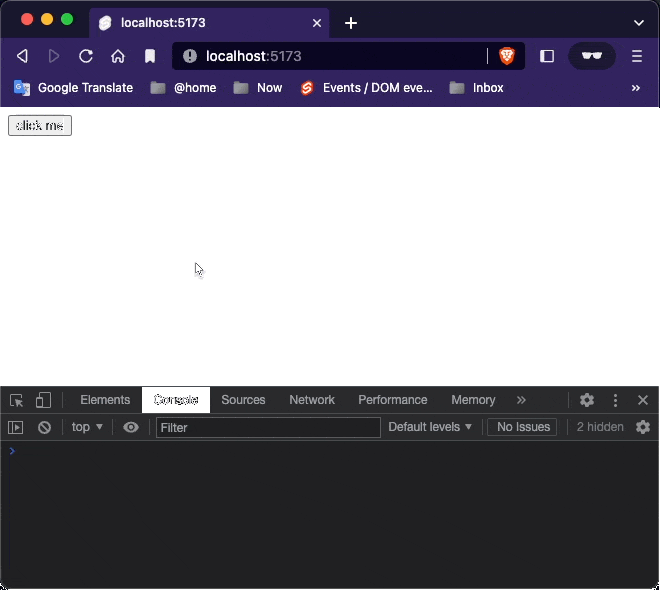 localhost:5173
localhost:5173
Google Translate @home Now Events / DOM eve... Inbox »
click me
Elements Console Sources Network Performance Memory »
top Filter Default levels No Issues 2 hidden